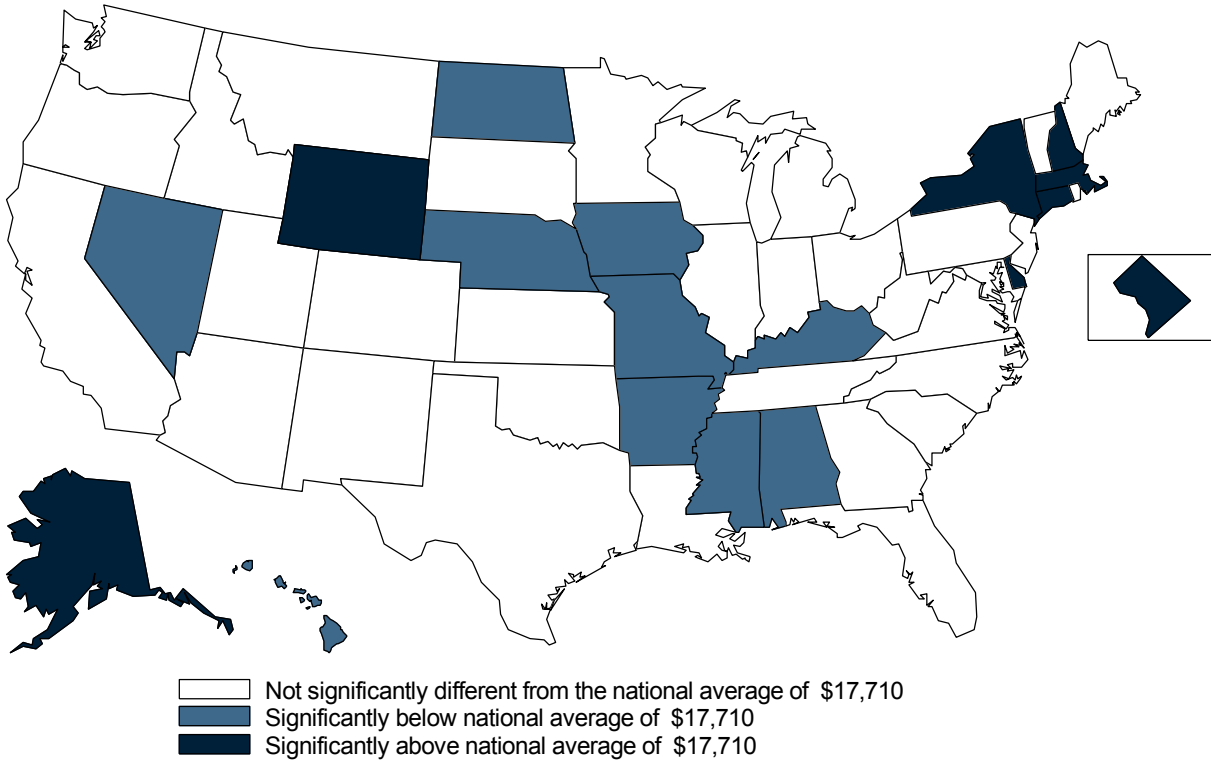 Not significantly different from the national average of $17,710
Significantly below national average of $17,710
Significantly above national average of $17,710